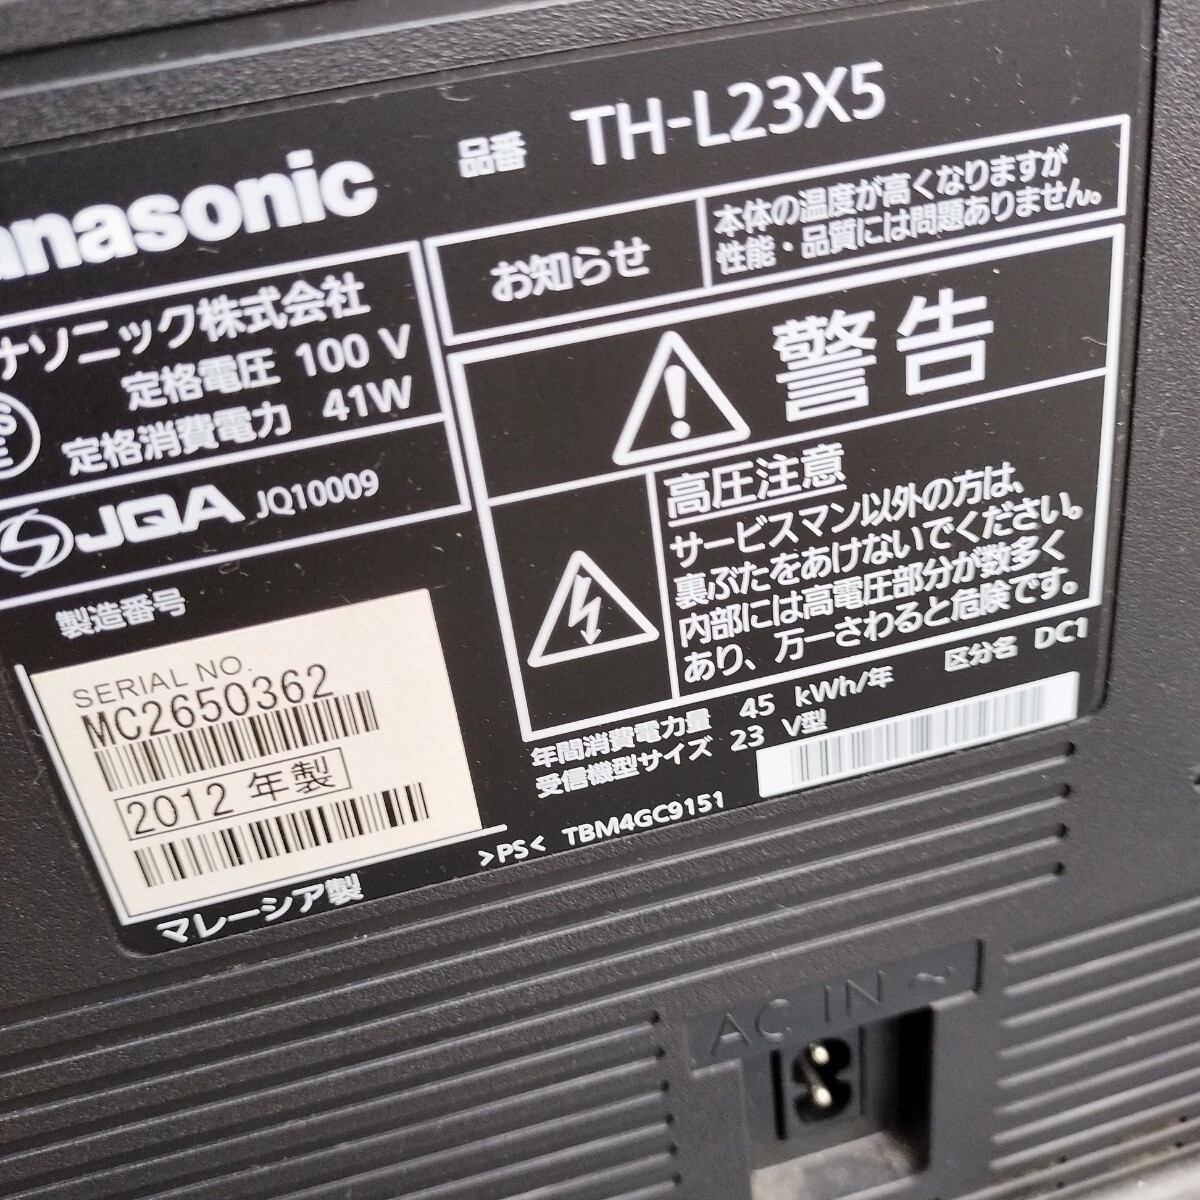 品番 TH-L23X5
anasonic
お知らせ
本体の温度が高くなりますが
性能・品質には問題ありません。
ナソニック株式会社
定格電圧 100 V
定格消費電力 41W
JQA JQ10009
警告
高圧注意
サービスマン以外の方は、
裏ぶたをあけないでください。
内部には高電圧部分が数多く
あり、万一さわると危険です。
製造番号
SERIAL NO.
MC2650362
2012 年製
年間消費電力量 45 kWh/年 区分名 DC1
受信機型サイズ 23 V型
>PS< TBM4GC9151
マレーシア製
AC IN ~